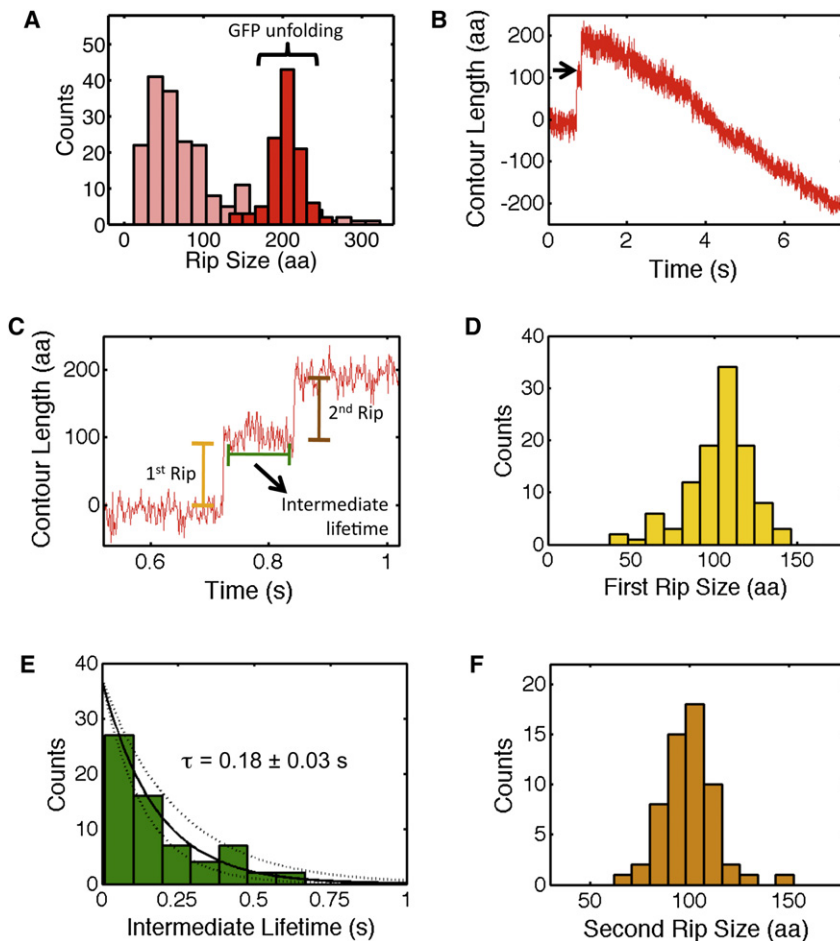 A
GFP unfolding
50
40
30
20
10
0
Counts
0 100 200 300
Rip Size (aa)
B
200
100
0
-100
-200
Contour Length (aa)
0 2 4 6
Time (s)
C
200
100
0
Contour Length (aa)
1st Rip
2nd Rip
Intermediate
lifetime
0.6 0.8 1
Time (s)
D
40
30
20
10
0
Counts
0 50 100 150
First Rip Size (aa)
E
40
30
20
10
0
Counts
τ = 0.18 ± 0.03 s
0 0.25 0.5 0.75 1
Intermediate Lifetime (s)
F
20
15
10
5
0
Counts
50 100 150
Second Rip Size (aa)